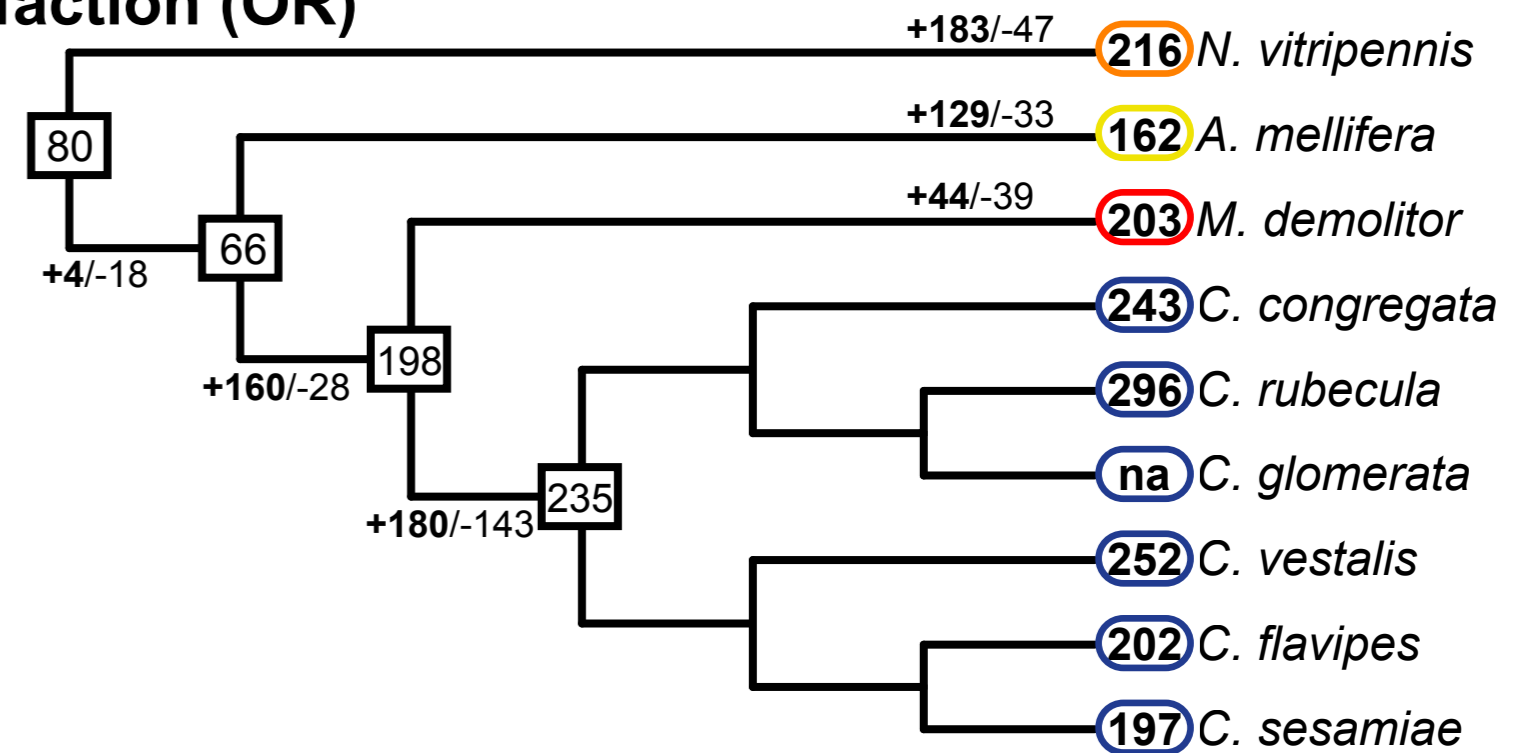 faction (OR)
+183/-47
216 N. vitripennis
80
+129/-33
162 A. mellifera
+44/-39
203 M. demolitor
66
+4/-18
243 C. congregata
198
+160/-28
296 C. rubecula
na C. glomerata
235
+180/-143
252 C. vestalis
202 C. flavipes
197 C. sesamiae